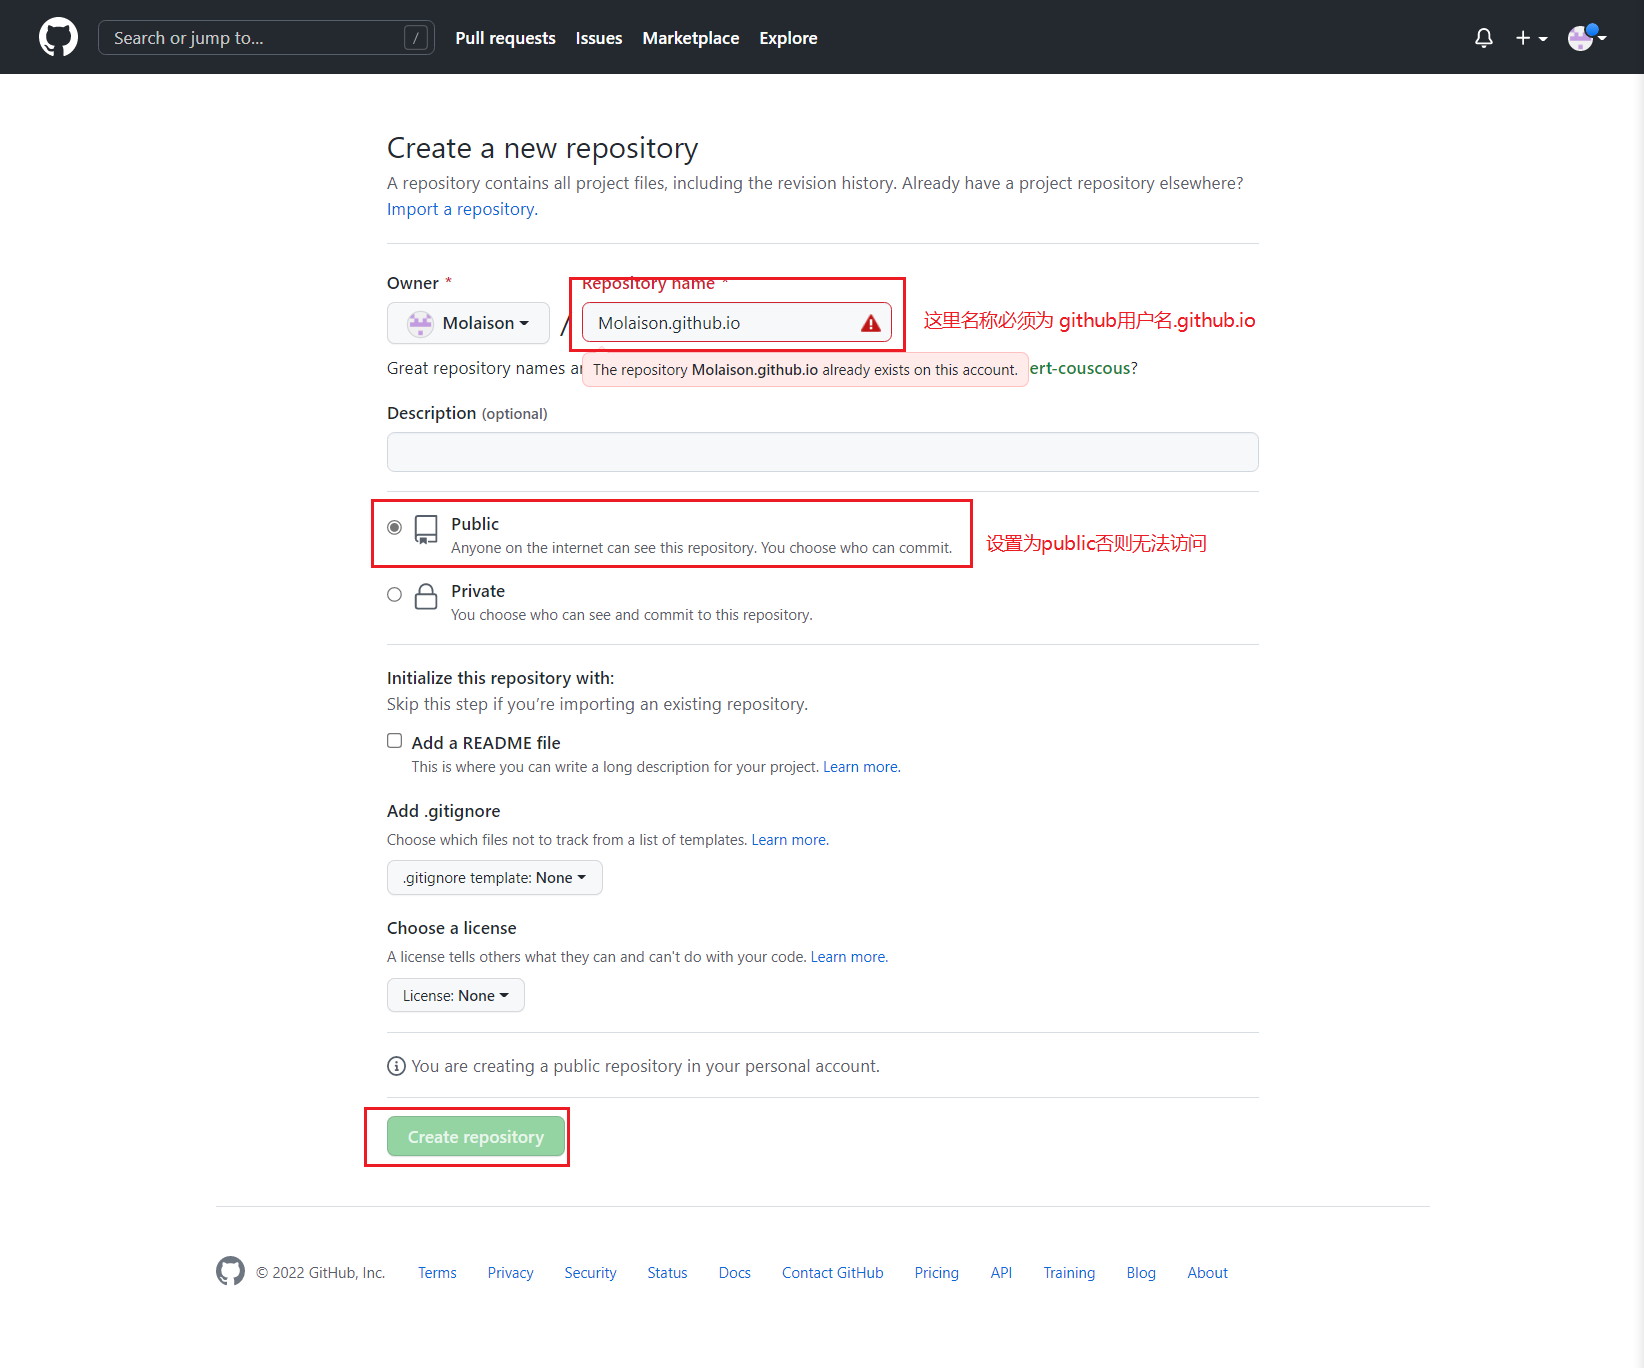 Search or jump to... /
Pull requests Issues Marketplace Explore
Create a new repository
A repository contains all project files, including the revision history. Already have a project repository elsewhere?
Import a repository.
Owner *
Repository name *
Molaison
/
Molaison.github.io
这里名称必须为 github用户名.github.io
Great repository names a
The repository Molaison.github.io already exists on this account.
ert-couscous?
Description (optional)
Public
Anyone on the internet can see this repository. You choose who can commit.
设置为public否则无法访问
Private
You choose who can see and commit to this repository.
Initialize this repository with:
Skip this step if you’re importing an existing repository.
Add a README file
This is where you can write a long description for your project. Learn more.
Add .gitignore
Choose which files not to track from a list of templates. Learn more.
.gitignore template: None
Choose a license
A license tells others what they can and can't do with your code. Learn more.
License: None
You are creating a public repository in your personal account.
Create repository
© 2022 GitHub, Inc. Terms Privacy Security Status Docs Contact GitHub Pricing API Training Blog About